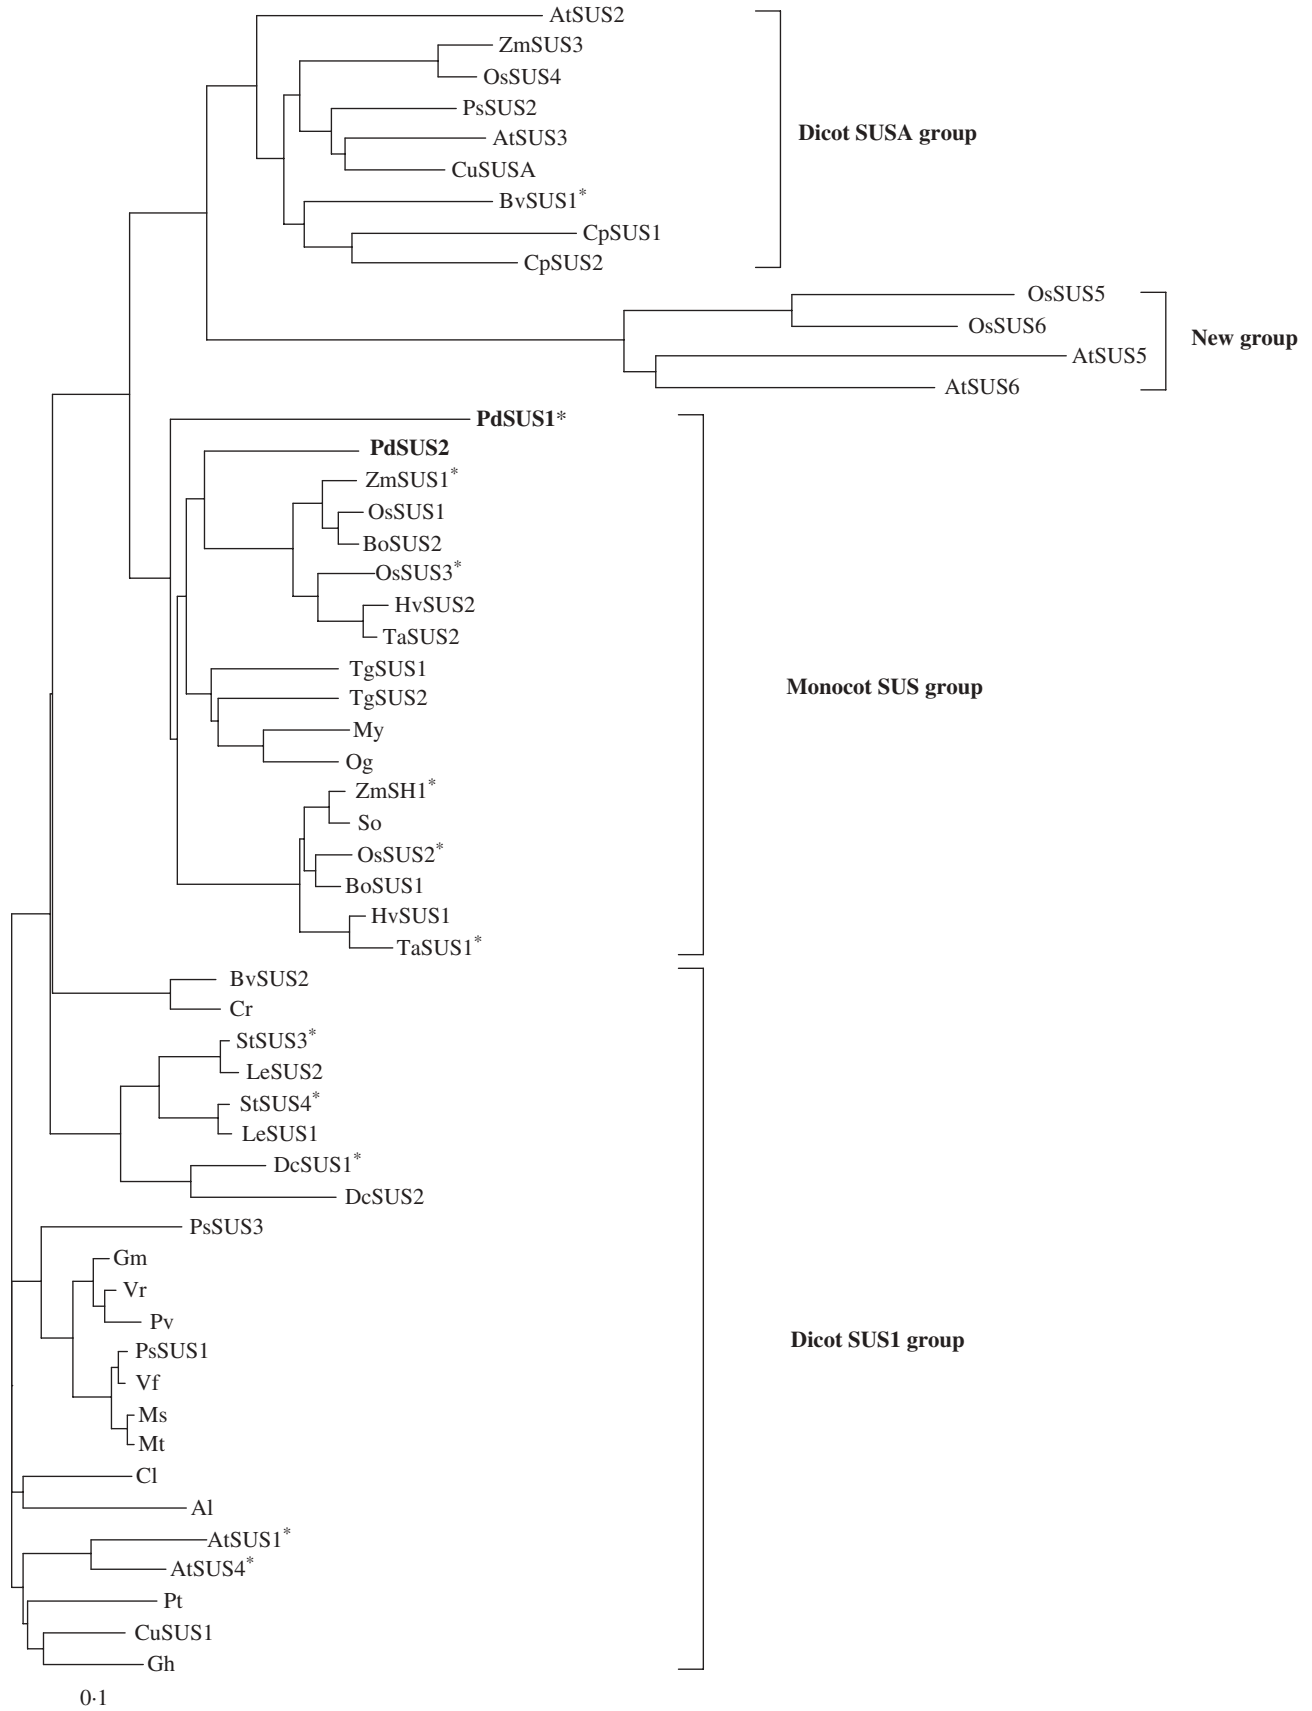 AtSUS2
ZmSUS3
OsSUS4
PsSUS2
AtSUS3
CuSUSA
BvSUS1*
CpSUS1
CpSUS2
Dicot SUSA group
OsSUS5
OsSUS6
AtSUS5
AtSUS6
New group
PdSUS1*
PdSUS2
ZmSUS1*
OsSUS1
BoSUS2
OsSUS3*
HvSUS2
TaSUS2
TgSUS1
TgSUS2
My
Og
ZmSH1*
So
OsSUS2*
BoSUS1
HvSUS1
TaSUS1*
Monocot SUS group
BvSUS2
Cr
StSUS3*
LeSUS2
StSUS4*
LeSUS1
DcSUS1*
DcSUS2
PsSUS3
Gm
Vr
Pv
PsSUS1
Vf
Ms
Mt
Cl
Al
AtSUS1*
AtSUS4*
Pt
CuSUS1
Gh
Dicot SUS1 group
0·1